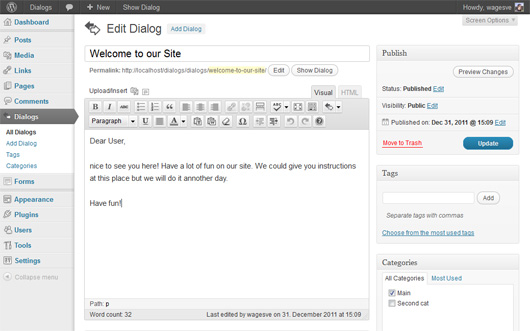 Dialogs 0 + New Show Dialog Howdy, wagesve
Screen Options
Dashboard
Posts
Media
Links
Pages
Comments
Dialogs
All Dialogs
Add Dialog
Tags
Categories
Forms
Appearance
Plugins
Users
Tools
Settings
Collapse menu
Edit Dialog Add Dialog
Welcome to our Site
Permalink: http://localhost/dialogs/dialogs/welcome-to-our-site/ Edit Show Dialog
Upload/Insert Visual HTML
B I ABC ABC
Paragraph U A Ω
Dear User,
nice to see you here! Have a lot of fun on our site. We could give you instructions
at this place but we will do it annother day.
Have fun!
Path: p
Word count: 32 Last edited by wagesve on 31. December 2011 at 15:09
Publish
Preview Changes
Status: Published Edit
Visibility: Public Edit
Published on: Dec 31, 2011 @ 15:09 Edit
Move to Trash Update
Tags
Add
Separate tags with commas
Choose from the most used tags
Categories
All Categories Most Used
Main
Second cat